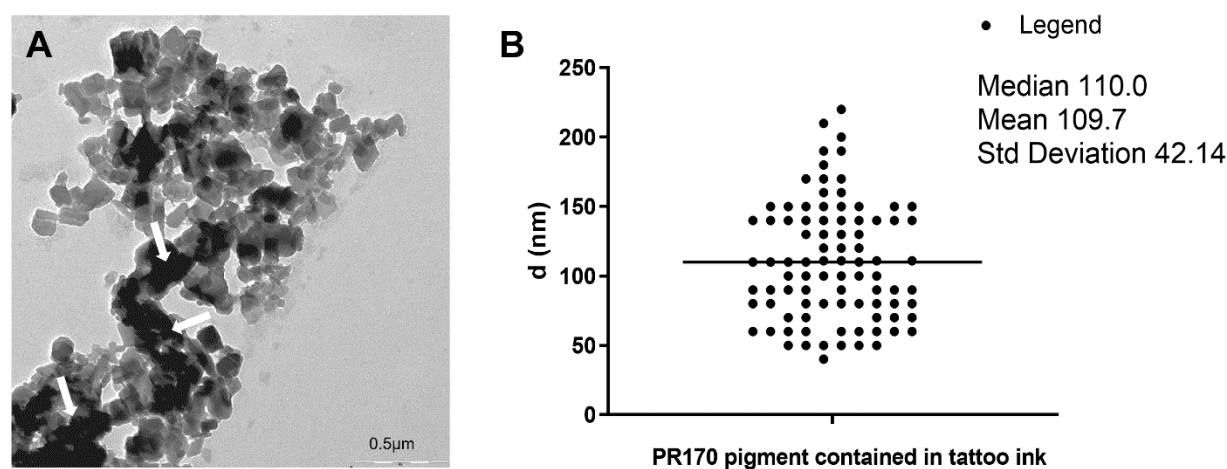 A
0.5µm
B
Legend
Median 110.0
Mean 109.7
Std Deviation 42.14
250
200
150
100
50
0
d (nm)
PR170 pigment contained in tattoo ink